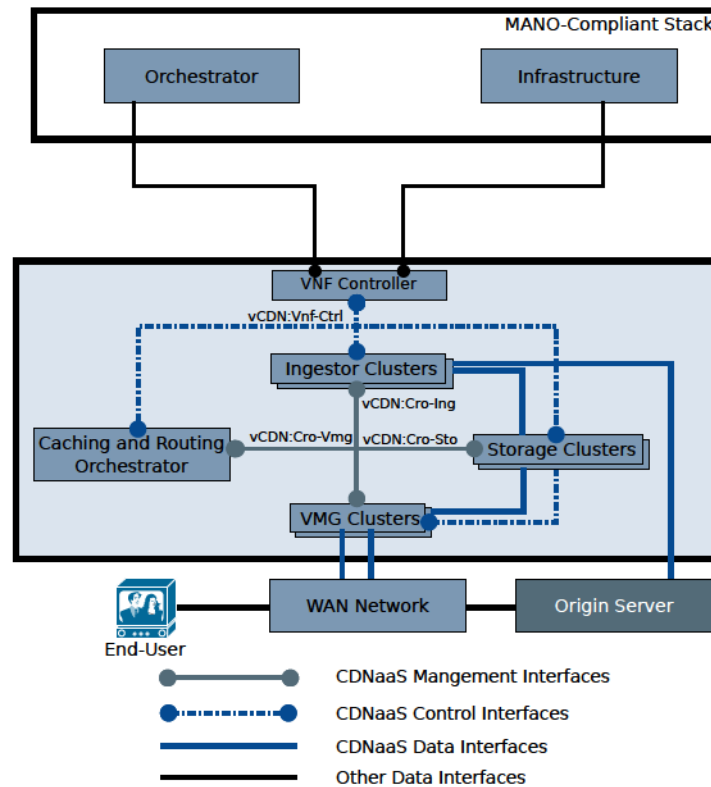 MANO-Compliant Stack
Orchestrator
Infrastructure
VNF Controller
vCDN:Vnf-Ctrl
Ingestor Clusters
vCDN:Cro-Ing
Caching and Routing
Orchestrator
vCDN:Cro-Vmg
vCDN:Cro-Sto
Storage Clusters
VMG Clusters
WAN Network
Origin Server
End-User
CDNaaS Mangement Interfaces
CDNaaS Control Interfaces
CDNaaS Data Interfaces
Other Data Interfaces